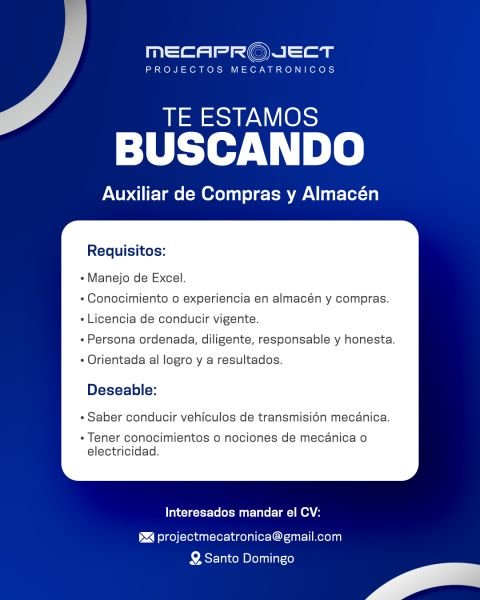 MECAPROJECT
PROJECTOS MECATRONICOS
TE ESTAMOS
BUSCANDO
Auxiliar de Compras y Almacén
Requisitos:
• Manejo de Excel.
• Conocimiento o experiencia en almacén y compras.
• Licencia de conducir vigente.
• Persona ordenada, diligente, responsable y honesta.
• Orientada al logro y a resultados.
Deseable:
• Saber conducir vehículos de transmisión mecánica.
• Tener conocimientos o nociones de mecánica o
electricidad.
Interesados mandar el CV:
projectmecatronica@gmail.com
Santo Domingo